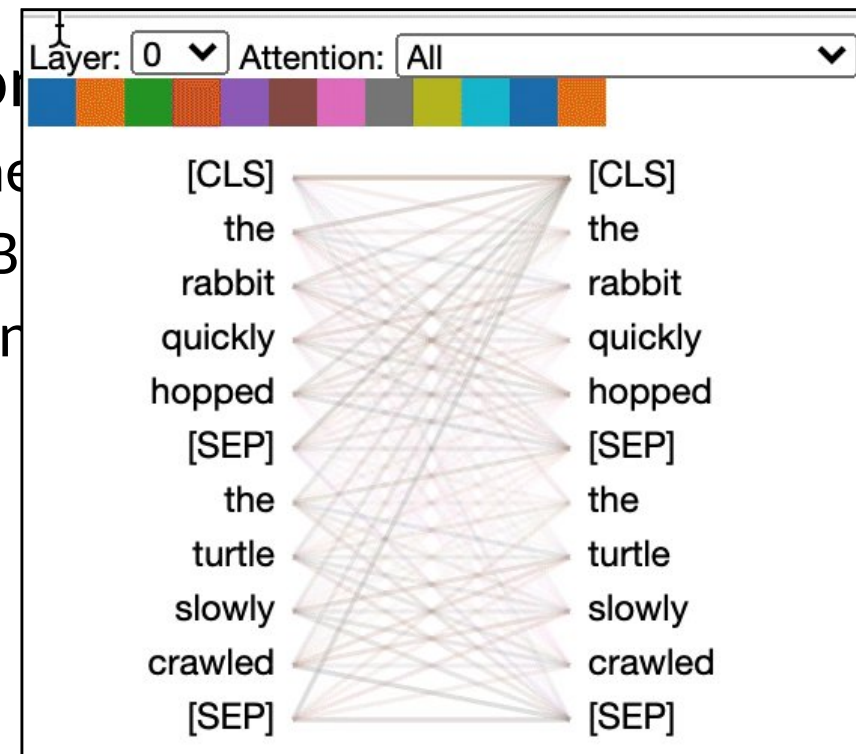 Layer: 0 Attention: All
[CLS] [CLS]
the the
rabbit rabbit
quickly quickly
hopped hopped
[SEP] [SEP]
the the
turtle turtle
slowly slowly
crawled crawled
[SEP] [SEP]